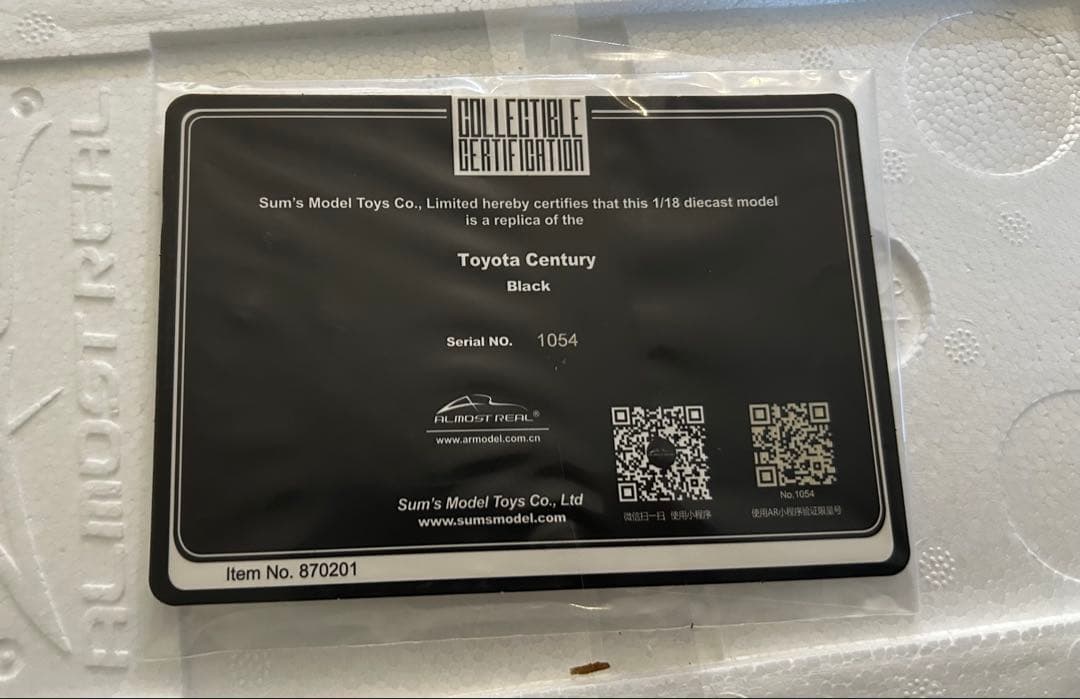 ALMOST REAL
COLLECTIBLE
CERTIFICATION
Sum's Model Toys Co., Limited hereby certifies that this 1/18 diecast model
is a replica of the
Toyota Century
Black
Serial NO. 1054
ALMOST REAL®
www.armodel.com.cn
No.1054
微信扫一扫 使用小程序
使用AR小程序验证限量号
Sum's Model Toys Co., Ltd
www.sumsmodel.com
Item No. 870201